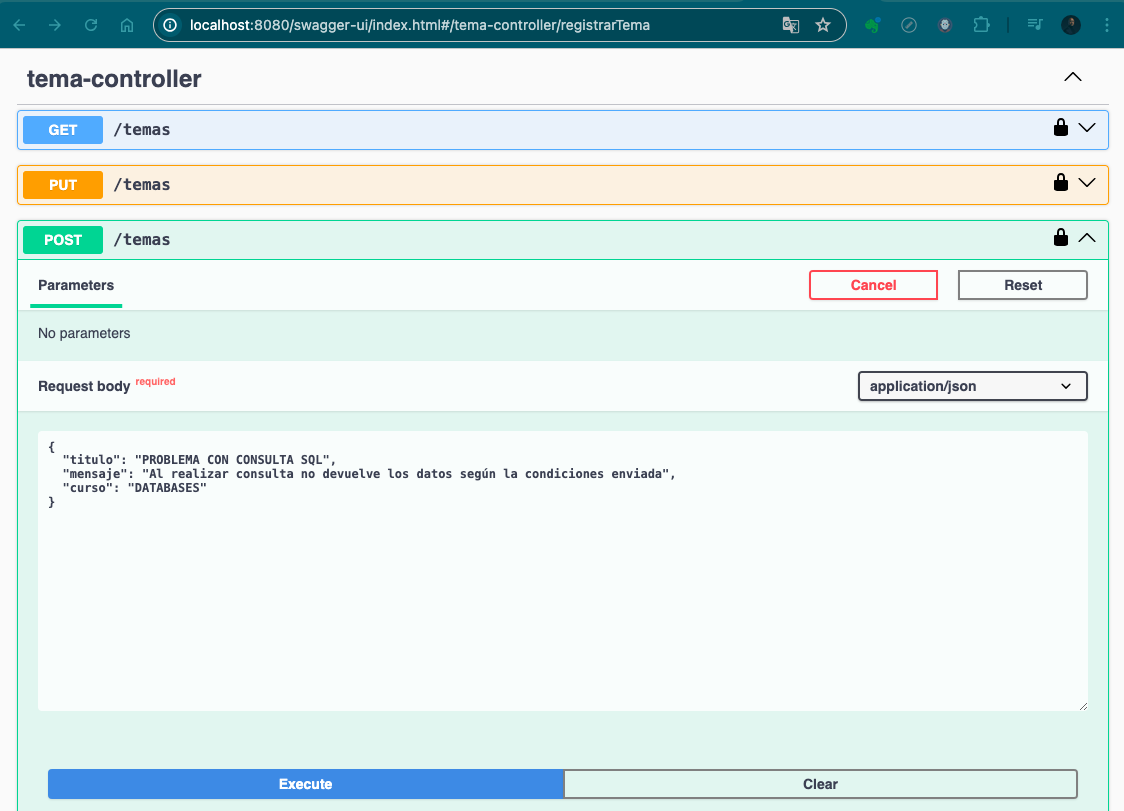 localhost:8080/swagger-ui/index.html#/tema-controller/registrarTema
tema-controller
GET /temas
PUT /temas
POST /temas
Parameters Cancel Reset
No parameters
Request body required application/json
{
"titulo": "PROBLEMA CON CONSULTA SQL",
"mensaje": "Al realizar consulta no devuelve los datos según la condiciones enviada",
"curso": "DATABASES"
}
Execute Clear